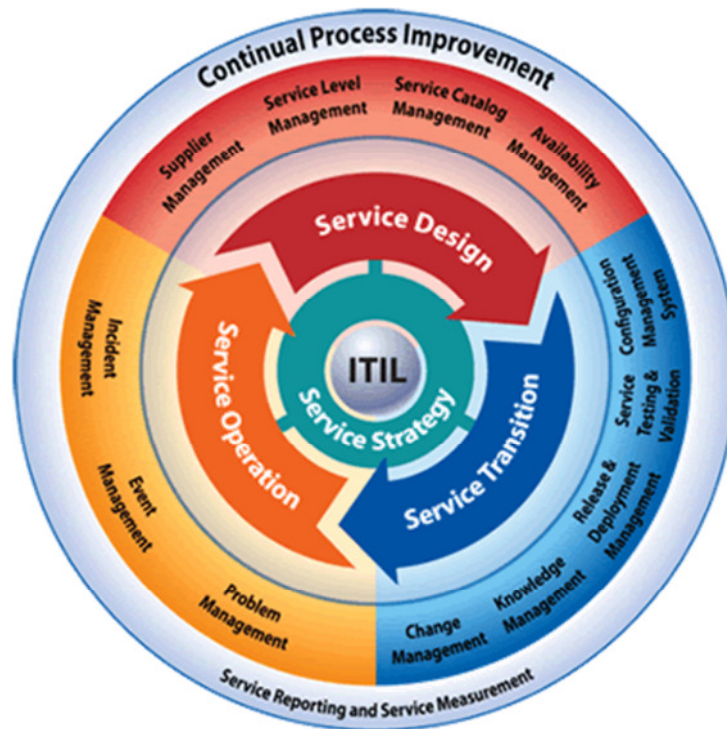 Continual Process Improvement
Supplier
Management
Service Level
Management
Service Catalog
Management
Availability
Management
Configuration
Management
System
Service
Testing &
Validation
Release &
Deployment
Management
Knowledge
Management
Change
Management
Problem
Management
Event
Management
Incident
Management
Service Design
Service Transition
Service Operation
ITIL
Service Strategy
Service Reporting and Service Measurement